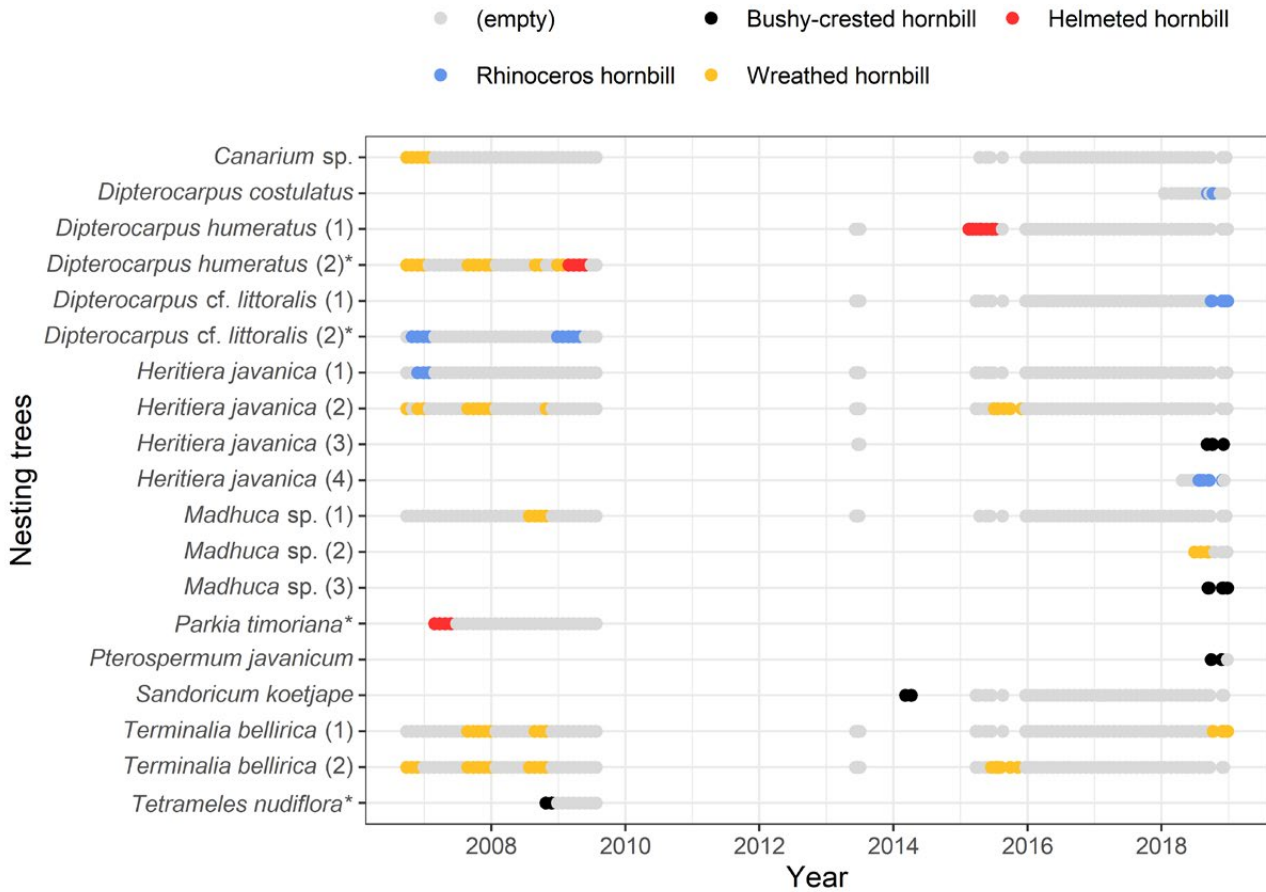 (empty) Bushy-crested hornbill Helmeted hornbill
Rhinoceros hornbill Wreathed hornbill
Nesting trees
Canarium sp.
Dipterocarpus costulatus
Dipterocarpus humeratus (1)
Dipterocarpus humeratus (2)*
Dipterocarpus cf. littoralis (1)
Dipterocarpus cf. littoralis (2)*
Heritiera javanica (1)
Heritiera javanica (2)
Heritiera javanica (3)
Heritiera javanica (4)
Madhuca sp. (1)
Madhuca sp. (2)
Madhuca sp. (3)
Parkia timoriana*
Pterospermum javanicum
Sandoricum koetjape
Terminalia bellirica (1)
Terminalia bellirica (2)
Tetrameles nudiflora*
2008 2010 2012 2014 2016 2018
Year